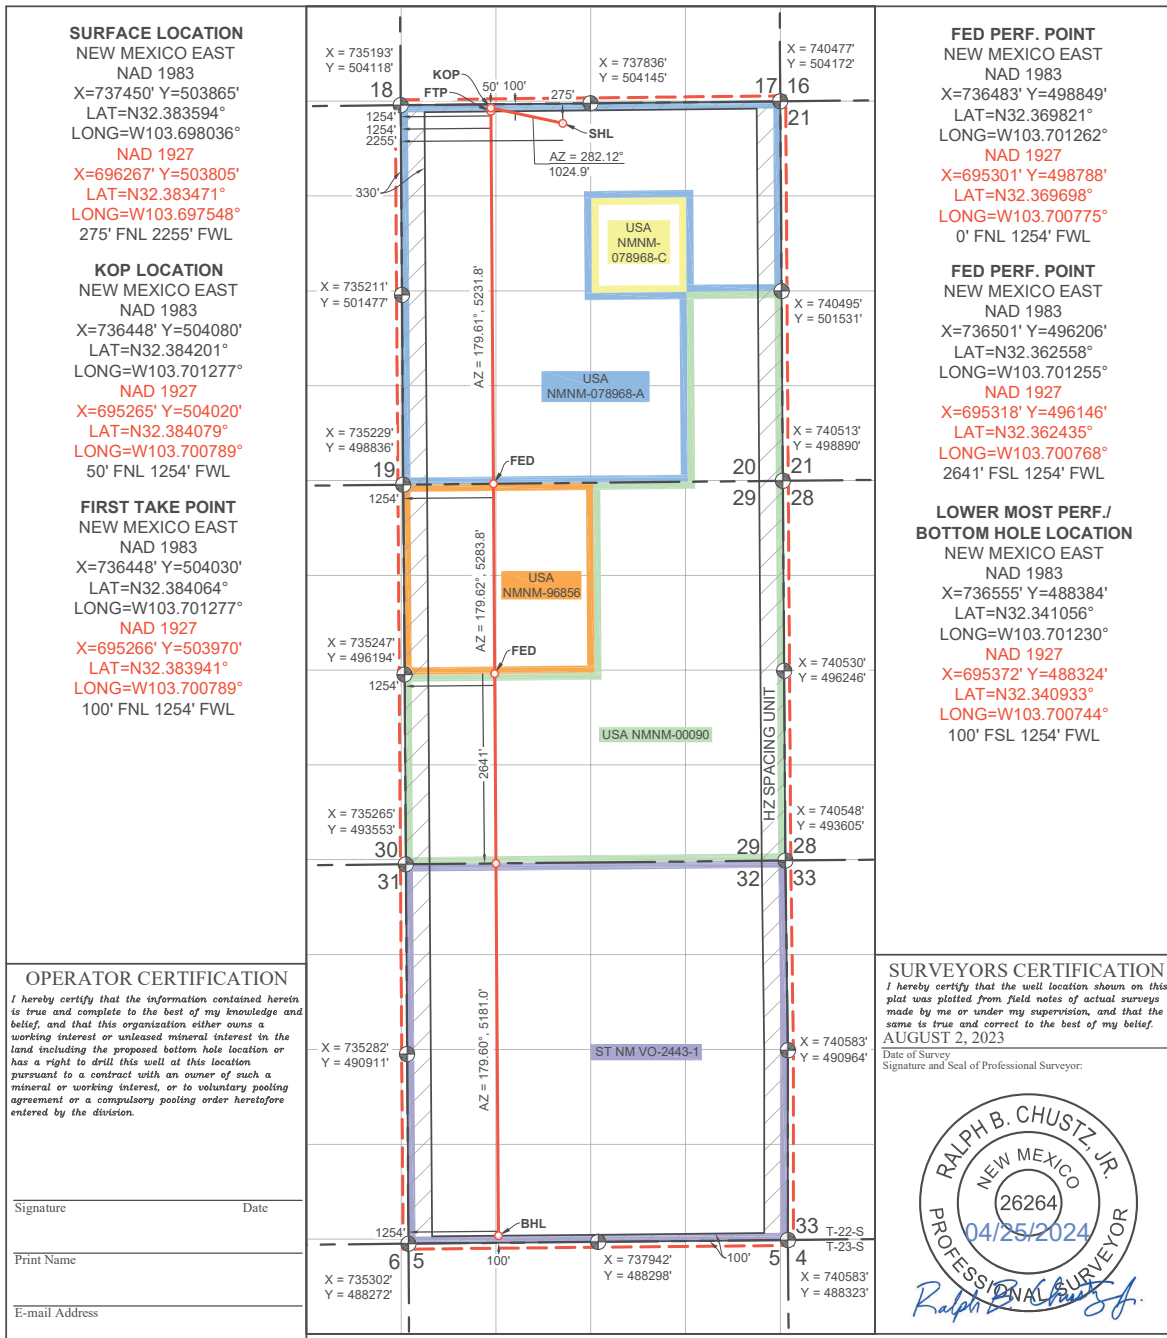 SURFACE LOCATION
NEW MEXICO EAST
NAD 1983
X=737450' Y=503865'
LAT=N32.383594°
LONG=W103.698036°
NAD 1927
X=696267' Y=503805'
LAT=N32.383471°
LONG=W103.697548°
275' FNL 2255' FWL
KOP LOCATION
NEW MEXICO EAST
NAD 1983
X=736448' Y=504080'
LAT=N32.384201°
LONG=W103.701277°
NAD 1927
X=695265' Y=504020'
LAT=N32.384079°
LONG=W103.700789°
50' FNL 1254' FWL
FIRST TAKE POINT
NEW MEXICO EAST
NAD 1983
X=736448' Y=504030'
LAT=N32.384064°
LONG=W103.701277°
NAD 1927
X=695266' Y=503970'
LAT=N32.383941°
LONG=W103.700789°
100' FNL 1254' FWL
OPERATOR CERTIFICATION
I hereby certify that the information contained herein
is true and complete to the best of my knowledge and
belief, and that this organization either owns a
working interest or unleased mineral interest in the
land including the proposed bottom hole location or
has a right to drill this well at this location
pursuant to a contract with an owner of such a
mineral or working interest, or to voluntary pooling
agreement or a compulsory pooling order heretofore
entered by the division.
Signature Date
Print Name
E-mail Address
X = 735193'
Y = 504118'
X = 737836'
Y = 504145'
X = 740477'
Y = 504172'
KOP
FTP
50' 100'
275'
18
17 16
21
1254'
1254'
2255'
SHL
AZ = 282.12°
1024.9'
330'
USA
NMNM-
078968-C
X = 735211'
Y = 501477'
X = 740495'
Y = 501531'
AZ = 179.61°, 5231.8'
USA
NMNM-078968-A
X = 735229'
Y = 498836'
X = 740513'
Y = 498890'
FED
19
20 21
29 28
1254'
AZ = 179.62°, 5283.8'
USA
NMNM-96856
X = 735247'
Y = 496194'
FED
X = 740530'
Y = 496246'
1254'
HZ SPACING UNIT
USA NMNM-00090
2641'
X = 735265'
Y = 493553'
X = 740548'
Y = 493605'
30
29 28
31
32 33
AZ = 179.60°, 5181.0'
ST NM VO-2443-1
X = 735282'
Y = 490911'
X = 740583'
Y = 490964'
1254'
BHL
33 T-22-S
T-23-S
6 5
100'
100'
5 4
X = 735302'
Y = 488272'
X = 737942'
Y = 488298'
X = 740583'
Y = 488323'
FED PERF. POINT
NEW MEXICO EAST
NAD 1983
X=736483' Y=498849'
LAT=N32.369821°
LONG=W103.701262°
NAD 1927
X=695301' Y=498788'
LAT=N32.369698°
LONG=W103.700775°
0' FNL 1254' FWL
FED PERF. POINT
NEW MEXICO EAST
NAD 1983
X=736501' Y=496206'
LAT=N32.362558°
LONG=W103.701255°
NAD 1927
X=695318' Y=496146'
LAT=N32.362435°
LONG=W103.700768°
2641' FSL 1254' FWL
LOWER MOST PERF./
BOTTOM HOLE LOCATION
NEW MEXICO EAST
NAD 1983
X=736555' Y=488384'
LAT=N32.341056°
LONG=W103.701230°
NAD 1927
X=695372' Y=488324'
LAT=N32.340933°
LONG=W103.700744°
100' FSL 1254' FWL
SURVEYORS CERTIFICATION
I hereby certify that the well location shown on this
plat was plotted from field notes of actual surveys
made by me or under my supervision, and that the
same is true and correct to the best of my belief.
AUGUST 2, 2023
Date of Survey
Signature and Seal of Professional Surveyor:
RALPH B. CHUSTZ, JR.
NEW MEXICO
26264
04/25/2024
PROFESSIONAL SURVEYOR
Ralph B. Chustz Jr.